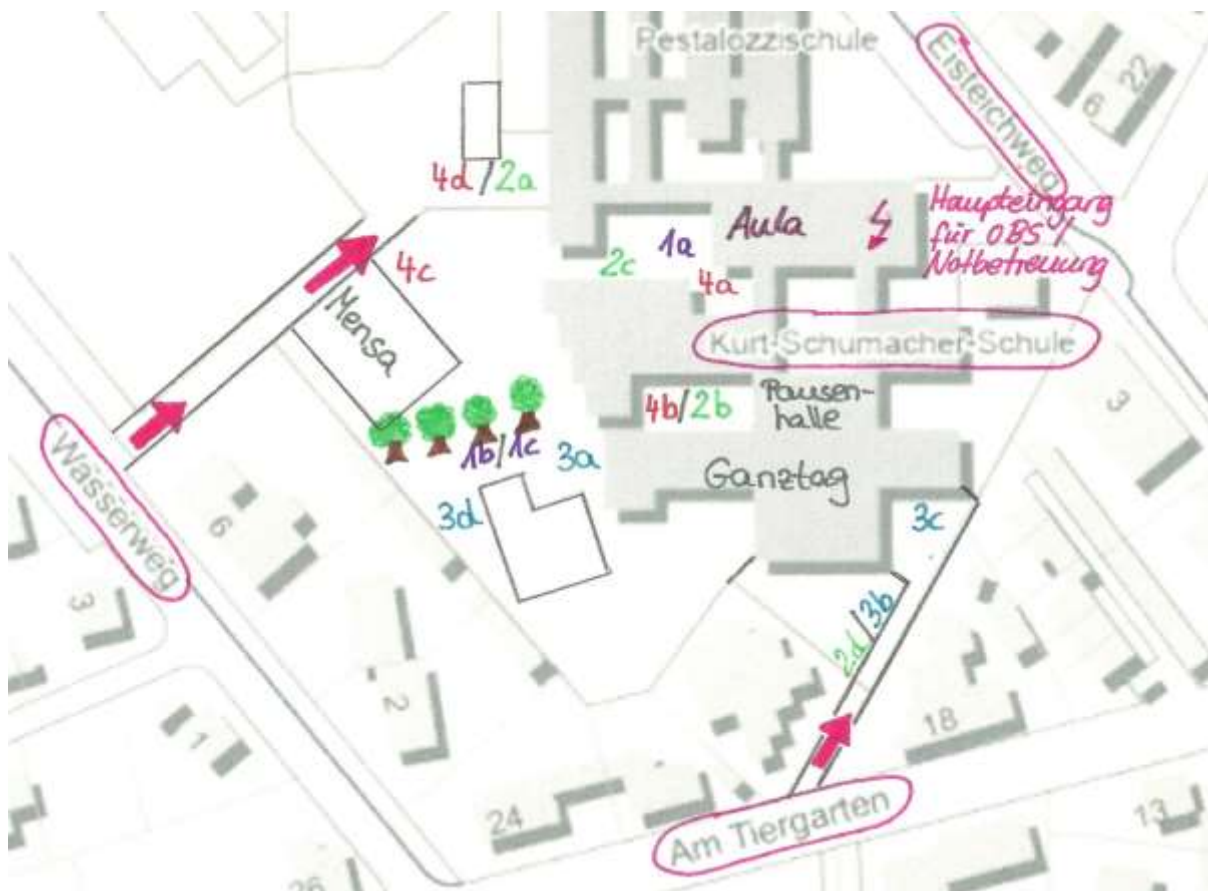 Pestalozzischule
Eisteichweg
22
6
4d/2a
Haupteingang
für OBS/
Notbetreuung
Aula
1a
2c
4c
4a
Mensa
Kurt-Schumacher-Schule
4b/2b
Pausen-
halle
3
1b/1c
3a
Ganztag
Wässerweg
6
3d
3c
3
2d/3b
2
1
18
24
Am Tiergarten
13
26